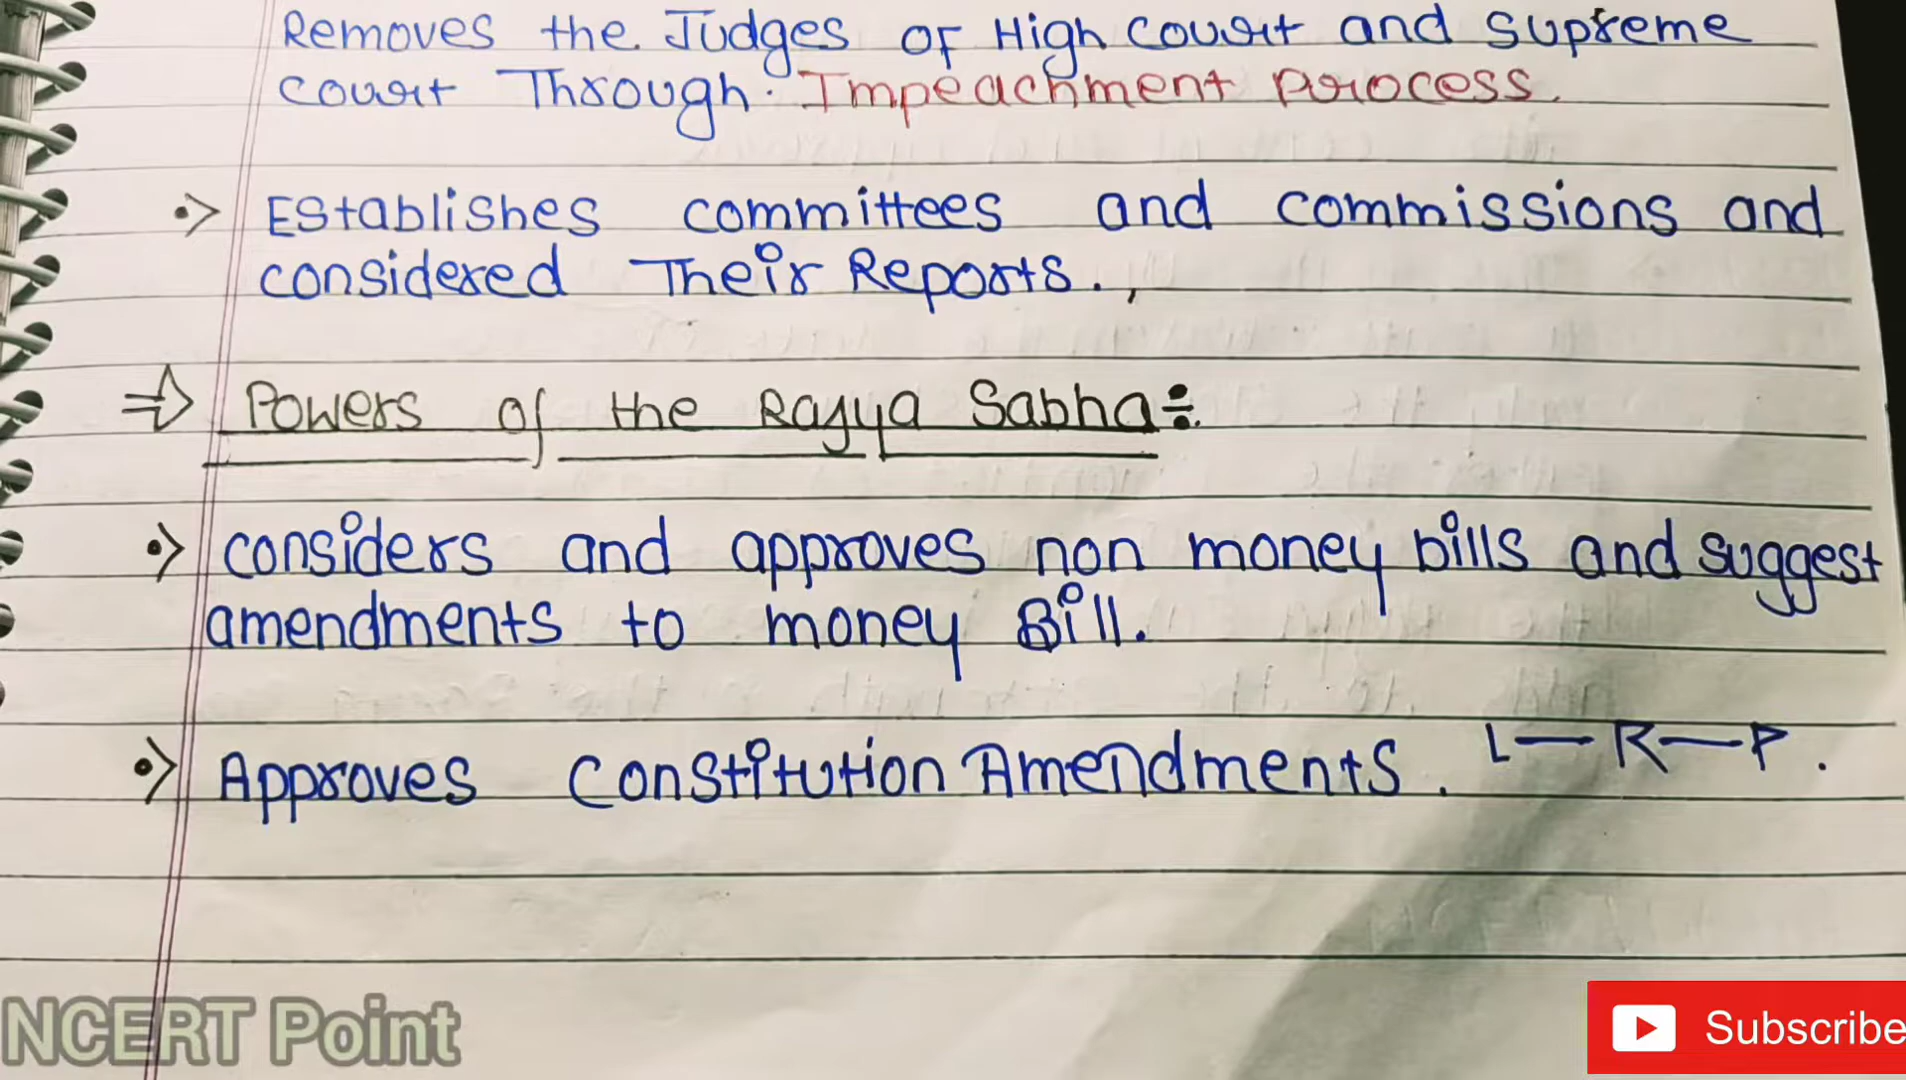 Removes the Judges of High court and supreme
court Through. Impeachment process.
•> Establishes committees and commissions and
considered Their Reports.,
=> Powers of the Rajya Sabha÷
•> considers and approves non money bills and suggest
amendments to money Bill.
•> Approves Constitution Amendments. L—R—P.
NCERT Point
Subscribe